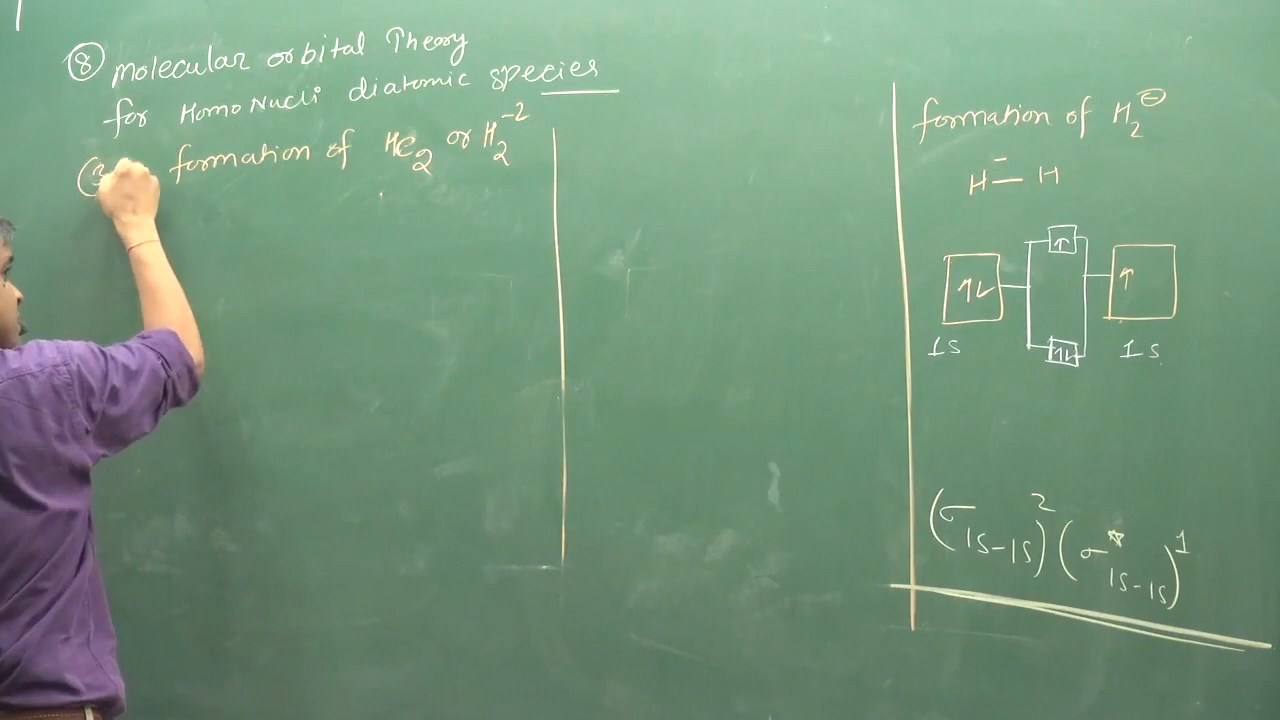 ⑧ Molecular orbital Theory
for Homo Nucli diatomic species
formation of He₂ or H₂⁻²
formation of H₂⊖
H — H
↑
↑↓ ↑
1s ↑↓ 1s
(σ1s-1s)² (σ*1s-1s)¹